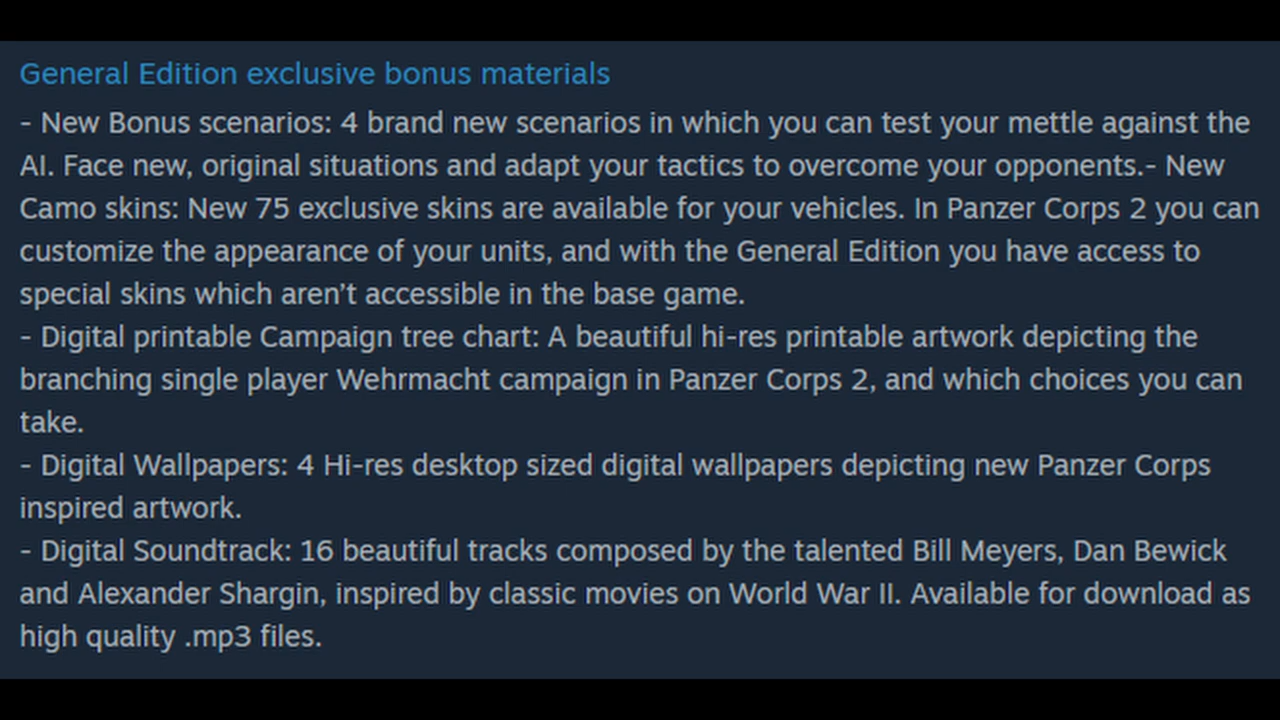 General Edition exclusive bonus materials
- New Bonus scenarios: 4 brand new scenarios in which you can test your mettle against the
AI. Face new, original situations and adapt your tactics to overcome your opponents.- New
Camo skins: New 75 exclusive skins are available for your vehicles. In Panzer Corps 2 you can
customize the appearance of your units, and with the General Edition you have access to
special skins which aren’t accessible in the base game.
- Digital printable Campaign tree chart: A beautiful hi-res printable artwork depicting the
branching single player Wehrmacht campaign in Panzer Corps 2, and which choices you can
take.
- Digital Wallpapers: 4 Hi-res desktop sized digital wallpapers depicting new Panzer Corps
inspired artwork.
- Digital Soundtrack: 16 beautiful tracks composed by the talented Bill Meyers, Dan Bewick
and Alexander Shargin, inspired by classic movies on World War II. Available for download as
high quality .mp3 files.